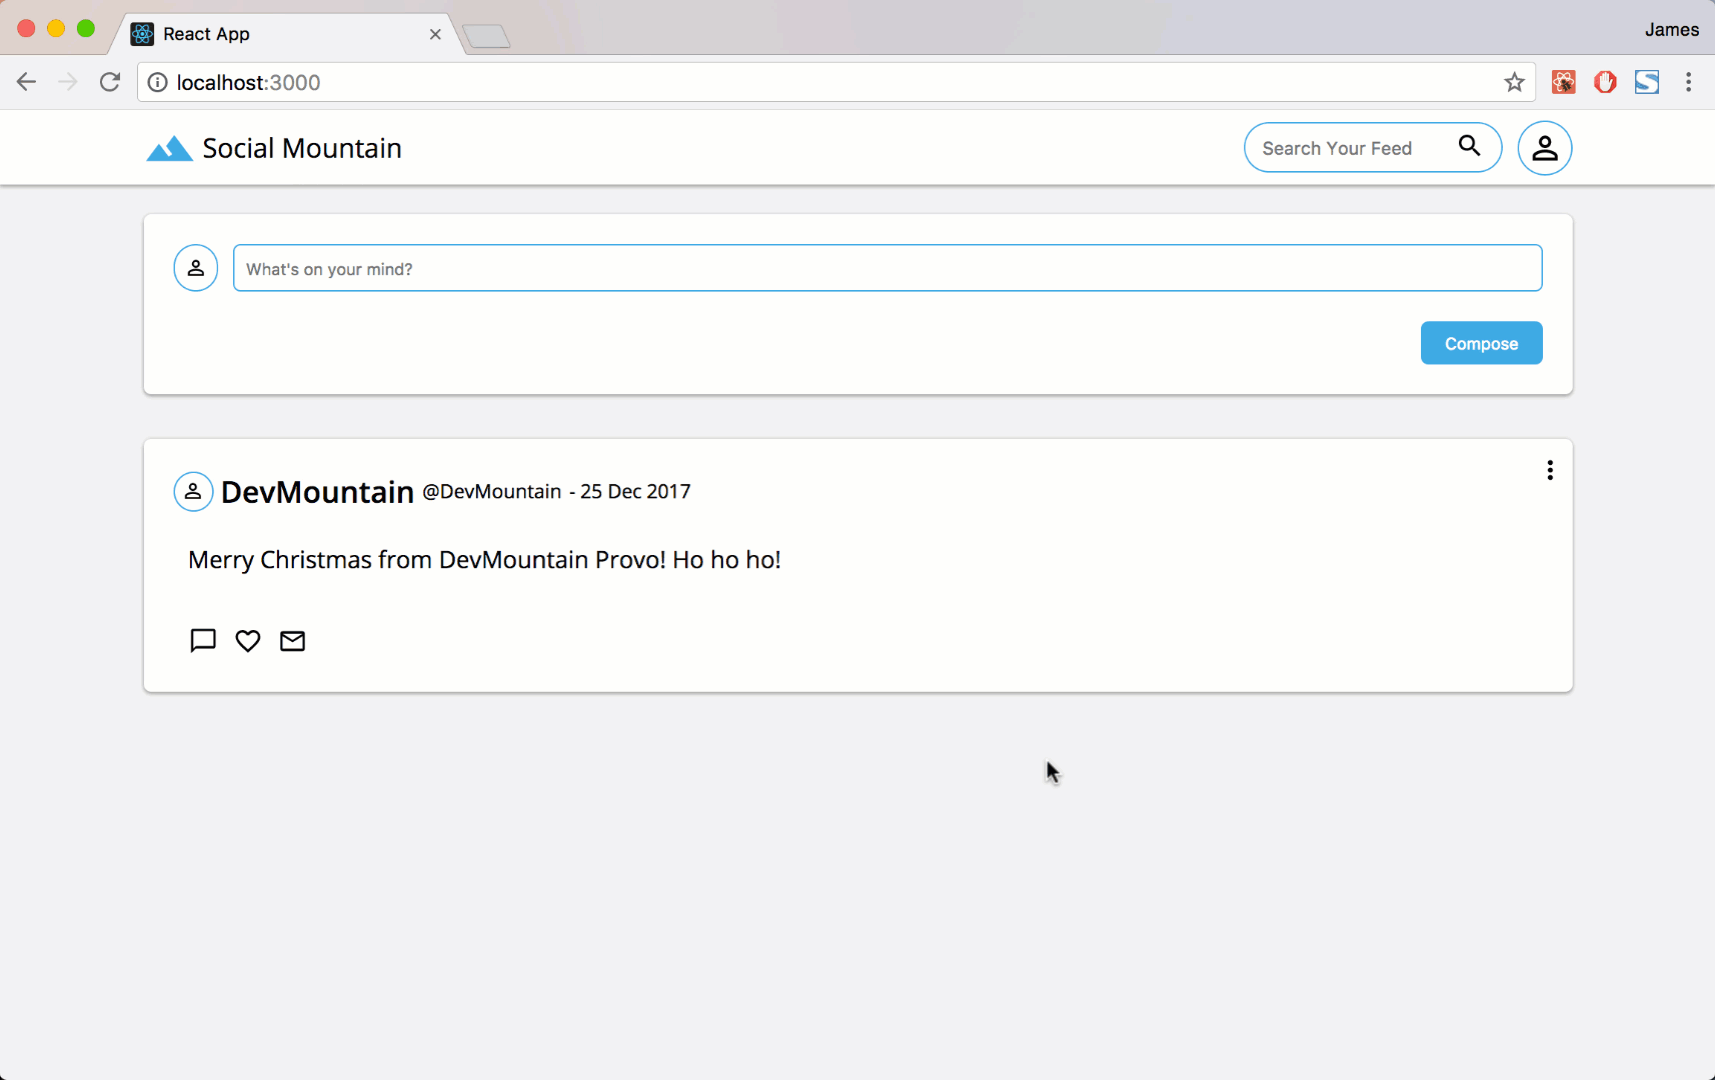 React App
James
localhost:3000
Social Mountain
Search Your Feed
What's on your mind?
Compose
DevMountain @DevMountain - 25 Dec 2017
Merry Christmas from DevMountain Provo! Ho ho ho!